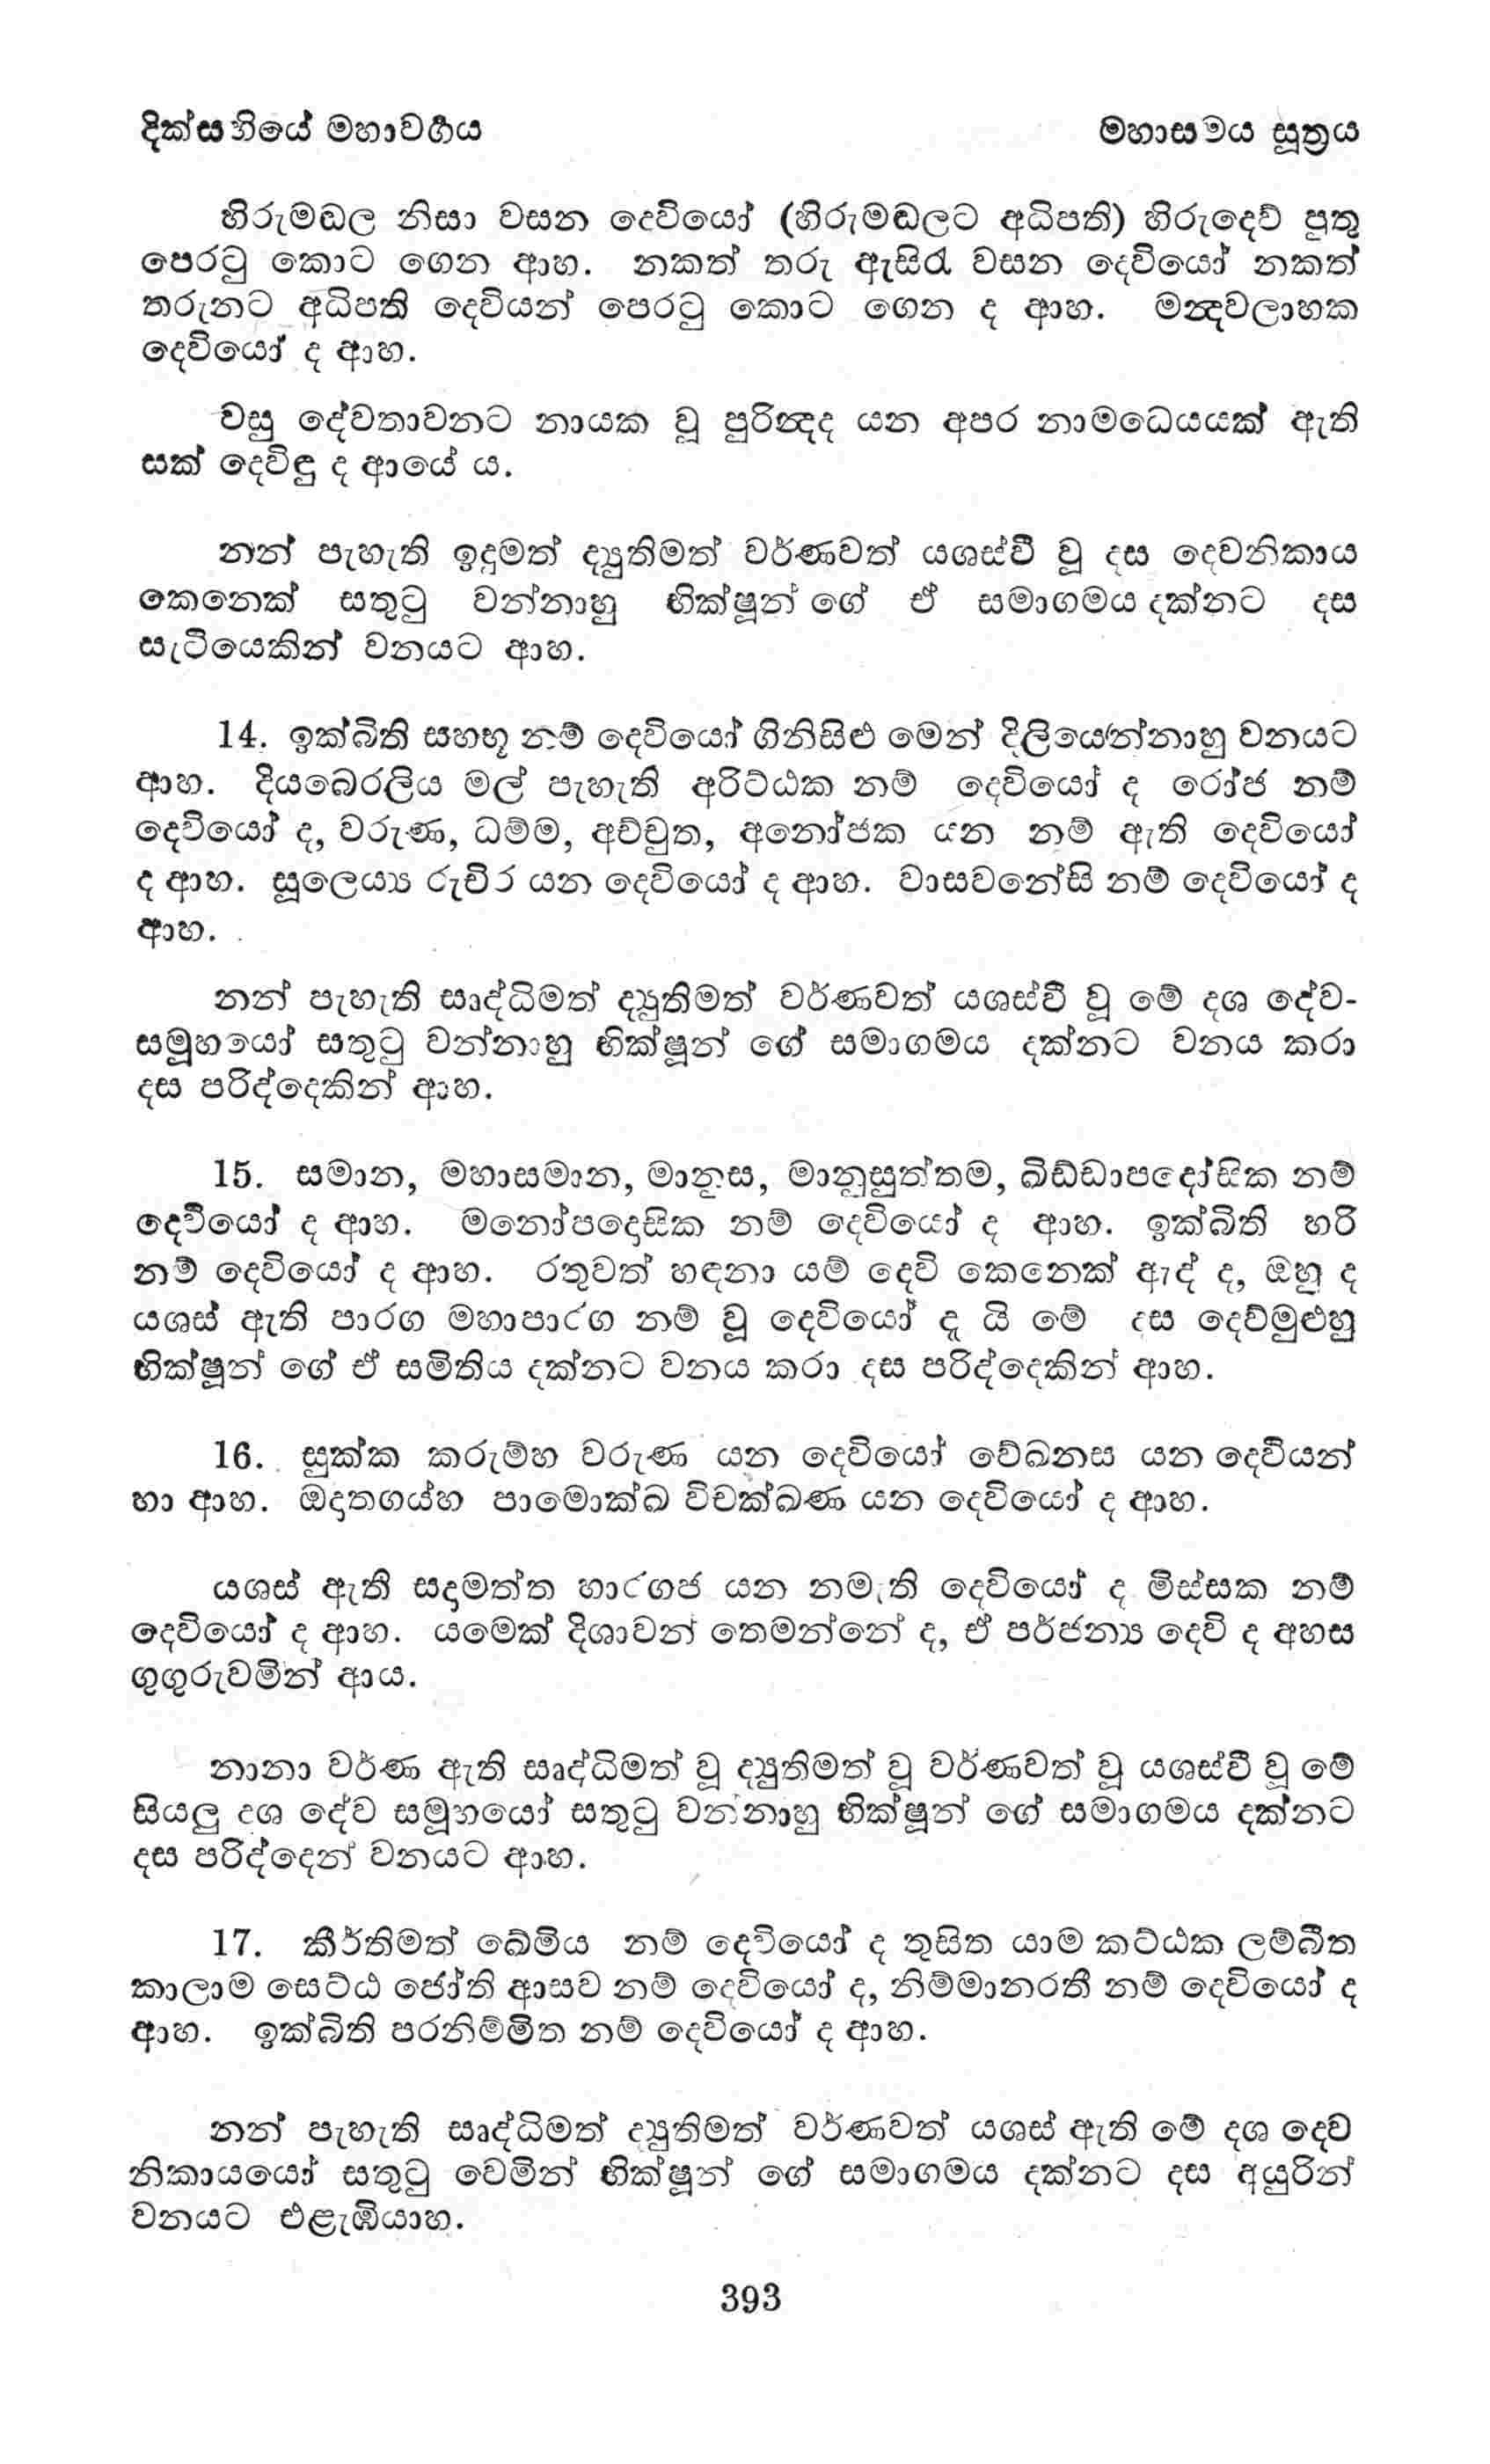 දික්සඟියේ මහාවර්‍ගය
මහාසමය සූත්‍රය
හිරුමඬල නිසා වසන දෙවියෝ (හිරුමඬලට අධිපති) හිරුදෙව් පුතු
පෙරටු කොට ගෙන ආහ. නකත් තරු ඇසිරැ වසන දෙවියෝ නකත්
තරුනට අධිපති දෙවියන් පෙරටු කොට ගෙන ද ආහ. මන්‍දවලාහක
දෙවියෝ ද ආහ.
වසු දේවතාවනට නායක වූ පුරින්‍දද යන අපර නාමධෙයයක් ඇති
සක් දෙවිඳු ද ආයේ ය.
නන් පැහැති ඉදුමත් ද්‍යුතිමත් වර්ණවත් යශස්වී වූ දස දෙවනිකාය
කෙනෙක් සතුටු වන්නාහු භික්ෂූන් ගේ ඒ සමාගමය දක්නට දස
සැටියෙකින් වනයට ආහ.
14. ඉක්බිති සහභූ නම් දෙවියෝ ගිනිසිළු මෙන් දිලියෙන්නාහු වනයට
ආහ. දියබෙරලිය මල් පැහැති අරිට්ඨක නම් දෙවියෝ ද රෝජ නම්
දෙවියෝ ද, වරුණ, ධම්ම, අච්චුත, අනෝජක යන නම් ඇති දෙවියෝ
ද ආහ. සූලෙය්‍ය රුචිර යන දෙවියෝ ද ආහ. වාසවනේසි නම් දෙවියෝ ද
ආහ.
නන් පැහැති සෘද්ධිමත් ද්‍යුතිමත් වර්ණවත් යශස්වී වූ මේ දශ දේව-
සමූහයෝ සතුටු වන්නාහු භික්ෂූන් ගේ සමාගමය දක්නට වනය කරා
දස පරිද්දෙකින් ආහ.
15. සමාන, මහාසමාන, මානුස, මානුසුත්තම, ඛිඩ්ඩාපදෝසික නම්
දෙවියෝ ද ආහ. මනෝපදොසික නම් දෙවියෝ ද ආහ. ඉක්බිති හරි
නම් දෙවියෝ ද ආහ. රතුවත් හඳනා යම් දෙවි කෙනෙක් ඇද් ද, ඔහු ද
යශස් ඇති පාරග මහාපාරග නම් වූ දෙවියෝ දැ යි මේ දස දෙව්මුළුහු
භික්ෂූන් ගේ ඒ සමිතිය දක්නට වනය කරා දස පරිද්දෙකින් ආහ.
16. සුක්ක කරුම්හ වරුණ යන දෙවියෝ වේඛනස යන දෙවියන්
හා ආහ. ඔදාතගය්හ පාමොක්ඛ විචක්ඛණ යන දෙවියෝ ද ආහ.
යශස් ඇති සදාමත්ත හාරගජ යන නමැති දෙවියෝ ද මිස්සක නම්
දෙවියෝ ද ආහ. යමෙක් දිශාවන් තෙමන්නේ ද, ඒ පර්ජන්‍ය දෙවි ද අහස
ගුගුරුවමින් ආය.
නානා වර්ණ ඇති සෘද්ධිමත් වූ ද්‍යුතිමත් වූ වර්ණවත් වූ යශස්වී වූ මේ
සියලු දශ දේව සමූහයෝ සතුටු වන්නාහු භික්ෂූන් ගේ සමාගමය දක්නට
දස පරිද්දෙන් වනයට ආහ.
17. කීර්තිමත් ඛේමිය නම් දෙවියෝ ද තුසිත යාම කට්ඨක ලම්බීත
කාලාම සෙට්ඨ ජෝති ආසව නම් දෙවියෝ ද, නිම්මානරතී නම් දෙවියෝ ද
ආහ. ඉක්බිති පරනිම්මිත නම් දෙවියෝ ද ආහ.
නන් පැහැති සෘද්ධිමත් ද්‍යුතිමත් වර්ණවත් යශස් ඇති මේ දශ දෙව
නිකායයෝ සතුටු වෙමින් භික්ෂූන් ගේ සමාගමය දක්නට දස අයුරින්
වනයට එළැඹියාහ.
393